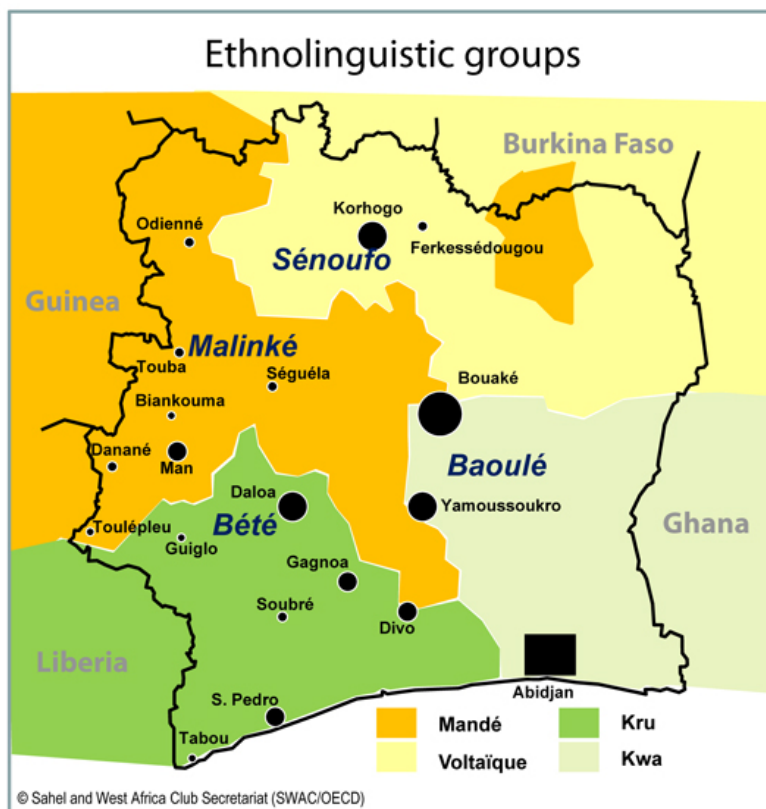 Ethnolinguistic groups
Burkina Faso
Korhogo
Odienné
Ferkessédougou
Sénoufo
Guinea
Malinké
Touba
Séguéla
Bouaké
Biankouma
Danané
Man
Baoulé
Daloa
Yamoussoukro
Bété
Toulépleu
Guiglo
Ghana
Gagnoa
Soubré
Divo
Liberia
S. Pedro
Abidjan
Tabou
Mandé
Kru
Voltaïque
Kwa
© Sahel and West Africa Club Secretariat (SWAC/OECD)